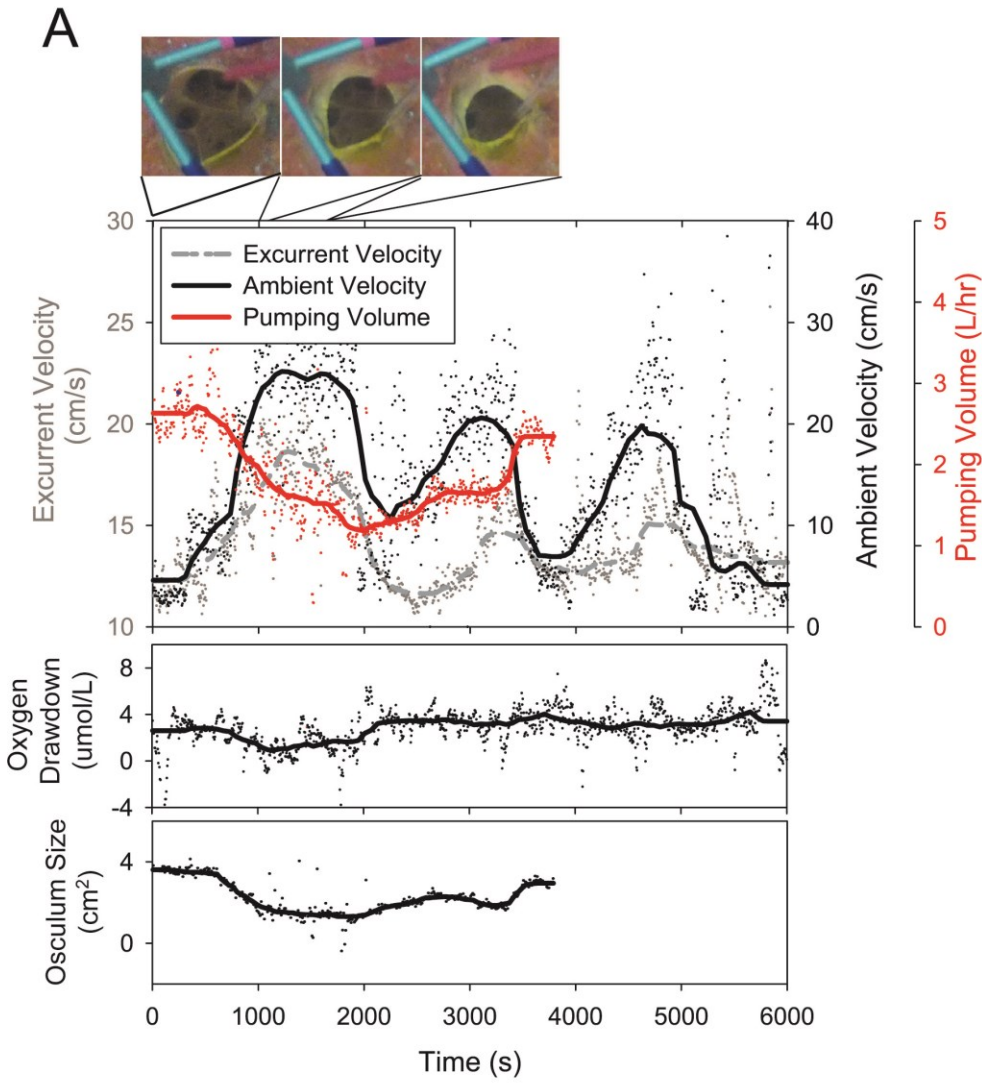 A
30
25
20
15
10
Excurrent Velocity
(cm/s)
Excurrent Velocity
Ambient Velocity
Pumping Volume
40
30
20
10
0
Ambient Velocity (cm/s)
5
4
3
2
1
0
Pumping Volume (L/hr)
8
4
0
-4
Oxygen
Drawdown
(umol/L)
4
0
Osculum Size
(cm²)
0 1000 2000 3000 4000 5000 6000
Time (s)